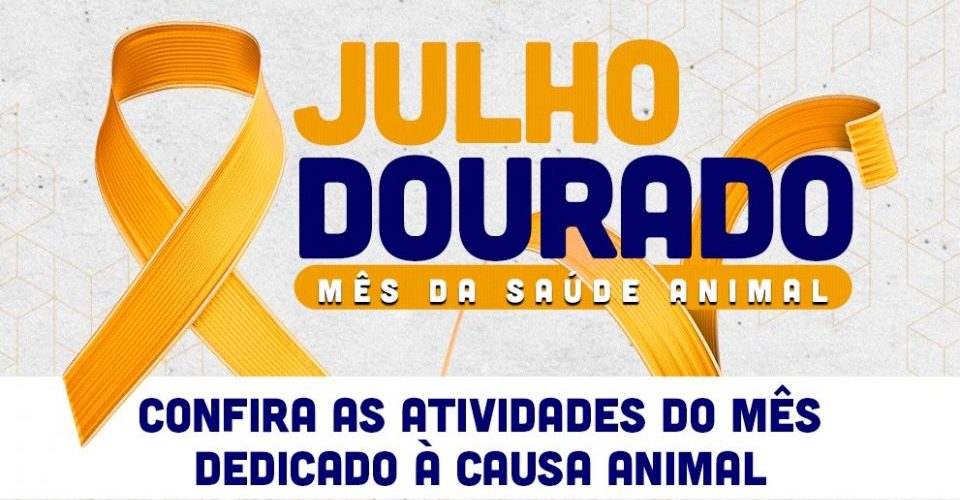 JULHO
DOURADO
MÊS DA SAÚDE ANIMAL
CONFIRA AS ATIVIDADES DO MÊS
DEDICADO À CAUSA ANIMAL